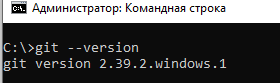 Администратор: Командная строка
C:\>git --version
git version 2.39.2.windows.1